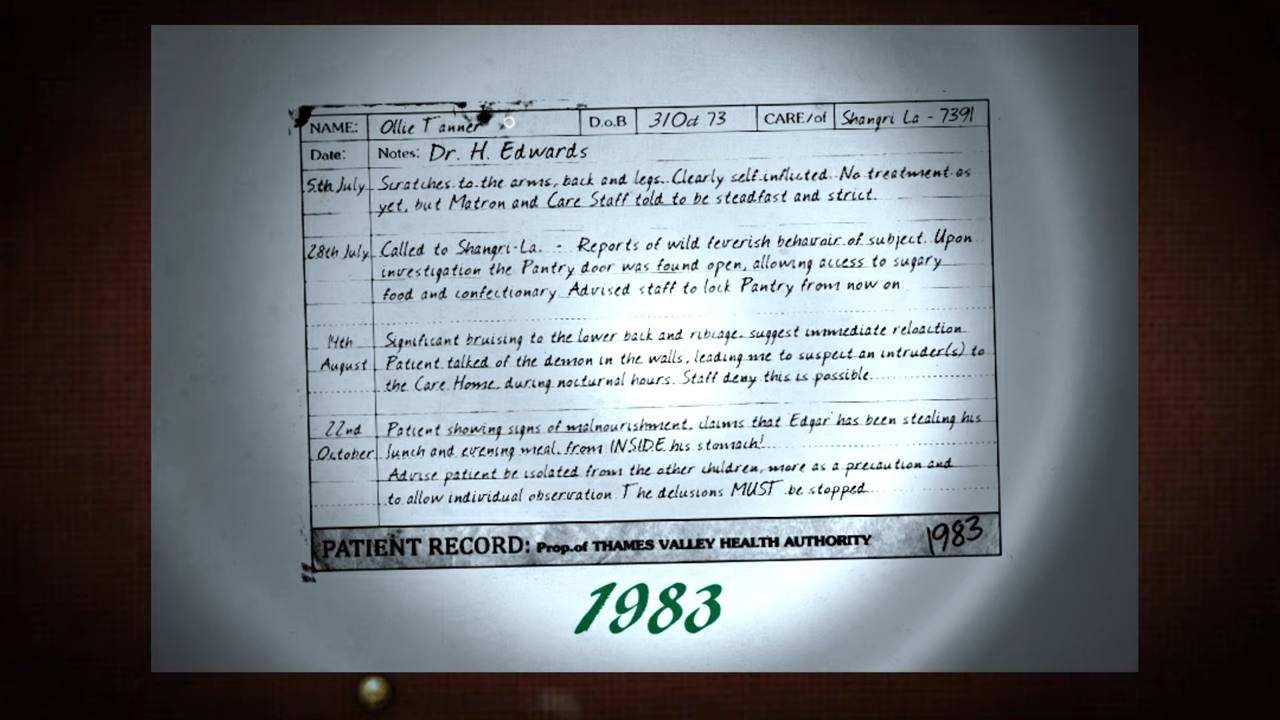 NAME: Ollie Tanner D.o.B 31 Oct 73 CARE/of Shangri La - 7391
Date: Notes: Dr. H. Edwards
5th July Scratches to the arms, back and legs. Clearly self inflicted. No treatment as
yet, but Matron and Care Staff told to be steadfast and strict.
28th July Called to Shangri-La. - Reports of wild feverish behavoir of subject. Upon
investigation the Pantry door was found open, allowing access to sugary
food and confectionary. Advised staff to lock Pantry from now on.
14th Significant bruising to the lower back and ribcage. suggest immediate reloaction.
August Patient talked of the demon in the walls, leading me to suspect an intruder(s) to
the Care Home during nocturnal hours. Staff deny this is possible.
22nd Patient showing signs of malnourishment, claims that 'Edgar' has been stealing his
October lunch and evening meal, from INSIDE his stomach!
Advise patient be isolated from the other children, more as a precaution and
to allow individual observation. The delusions MUST be stopped.
PATIENT RECORD: Prop.of THAMES VALLEY HEALTH AUTHORITY 1983
1983